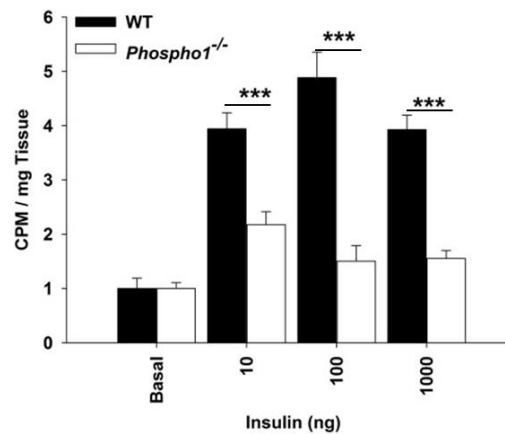 WT
Phospho1-/-
CPM / mg Tissue
6
5
4
3
2
1
0
***
***
***
Basal
10
100
1000
Insulin (ng)